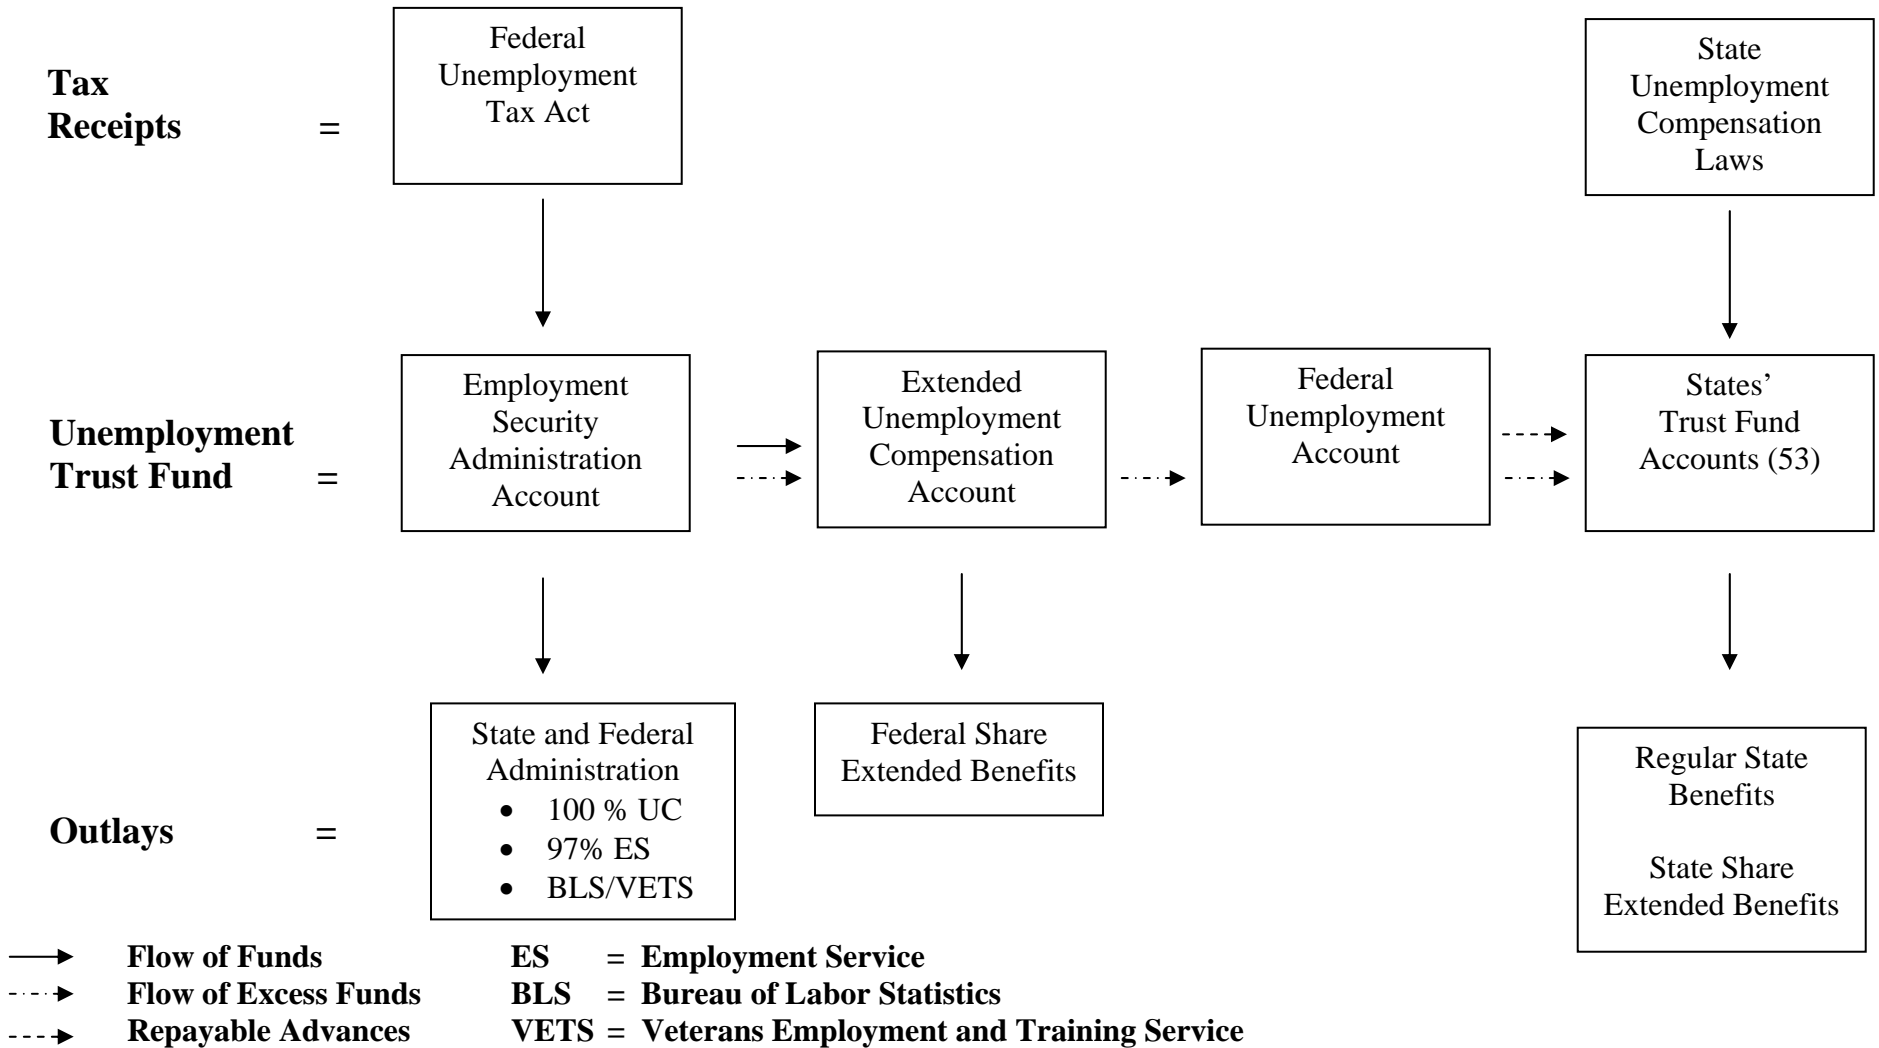 Tax
Receipts =
Federal
Unemployment
Tax Act
State
Unemployment
Compensation
Laws
Unemployment
Trust Fund =
Employment
Security
Administration
Account
Extended
Unemployment
Compensation
Account
Federal
Unemployment
Account
States’
Trust Fund
Accounts (53)
Outlays =
State and Federal
Administration
• 100 % UC
• 97% ES
• BLS/VETS
Federal Share
Extended Benefits
Regular State
Benefits
State Share
Extended Benefits
Flow of Funds
Flow of Excess Funds
Repayable Advances
ES = Employment Service
BLS = Bureau of Labor Statistics
VETS = Veterans Employment and Training Service